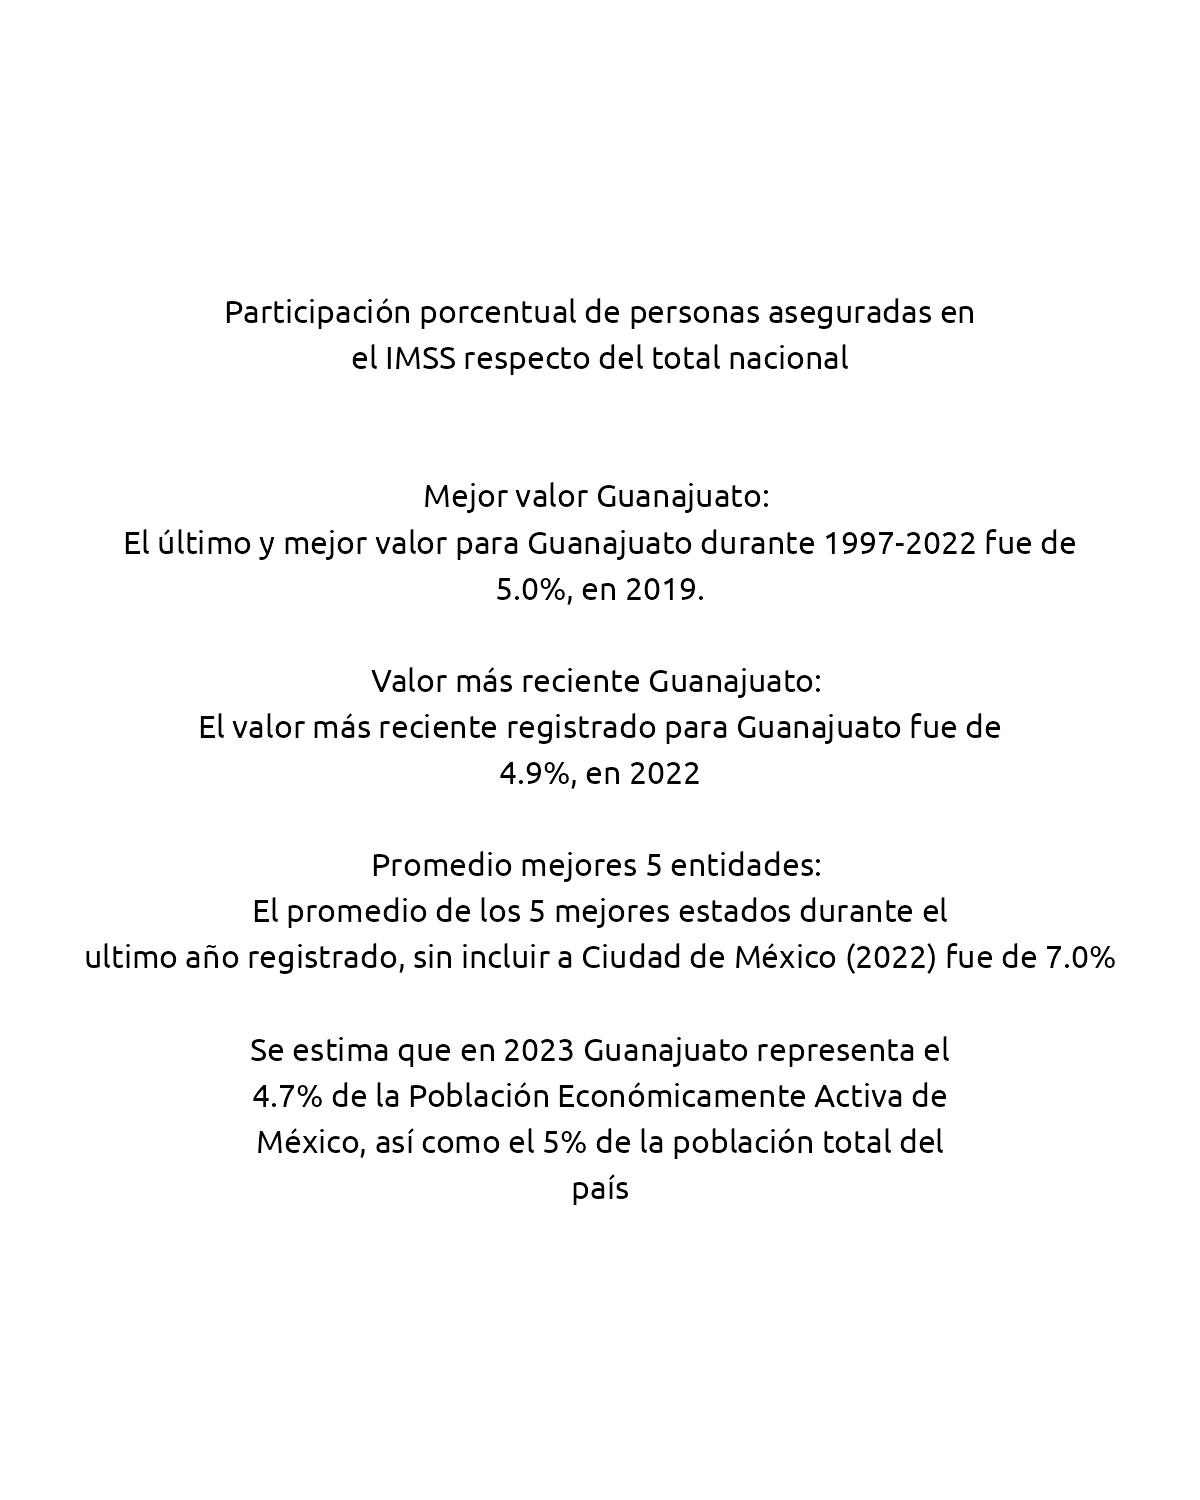 Participación porcentual de personas aseguradas en
el IMSS respecto del total nacional
Mejor valor Guanajuato:
El último y mejor valor para Guanajuato durante 1997-2022 fue de
5.0%, en 2019.
Valor más reciente Guanajuato:
El valor más reciente registrado para Guanajuato fue de
4.9%, en 2022
Promedio mejores 5 entidades:
El promedio de los 5 mejores estados durante el
ultimo año registrado, sin incluir a Ciudad de México (2022) fue de 7.0%
Se estima que en 2023 Guanajuato representa el
4.7% de la Población Económicamente Activa de
México, así como el 5% de la población total del
país